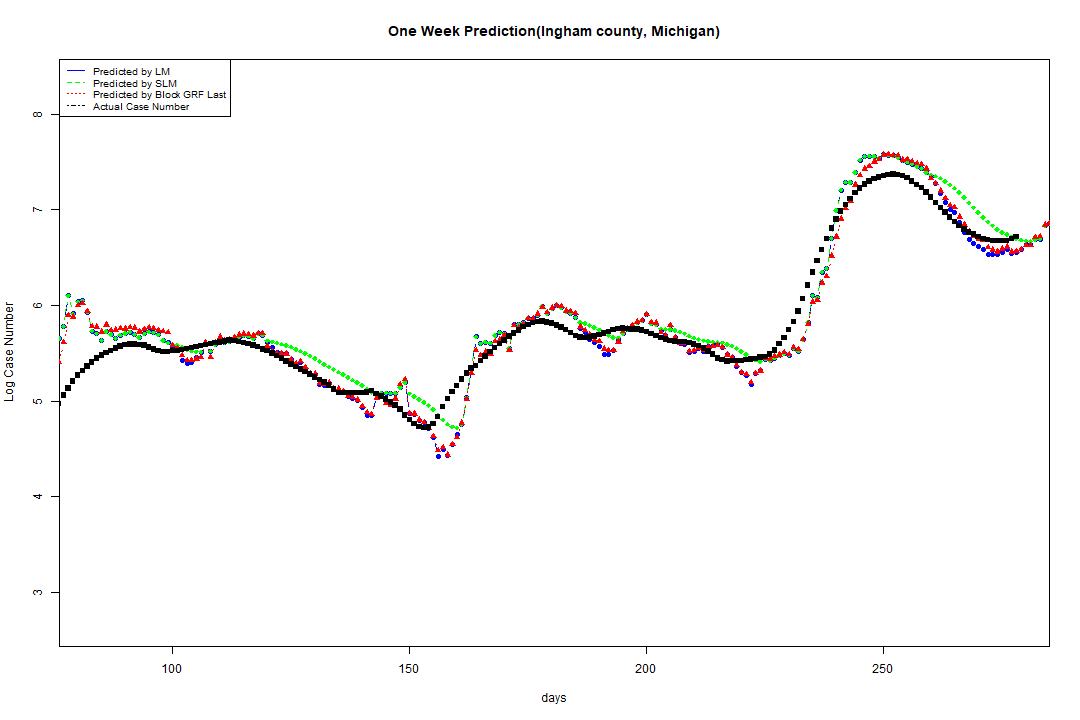 One Week Prediction(Ingham county, Michigan)
Predicted by LM
Predicted by SLM
Predicted by Block GRF Last
Actual Case Number
8
7
6
5
4
3
Log Case Number
100 150 200 250
days